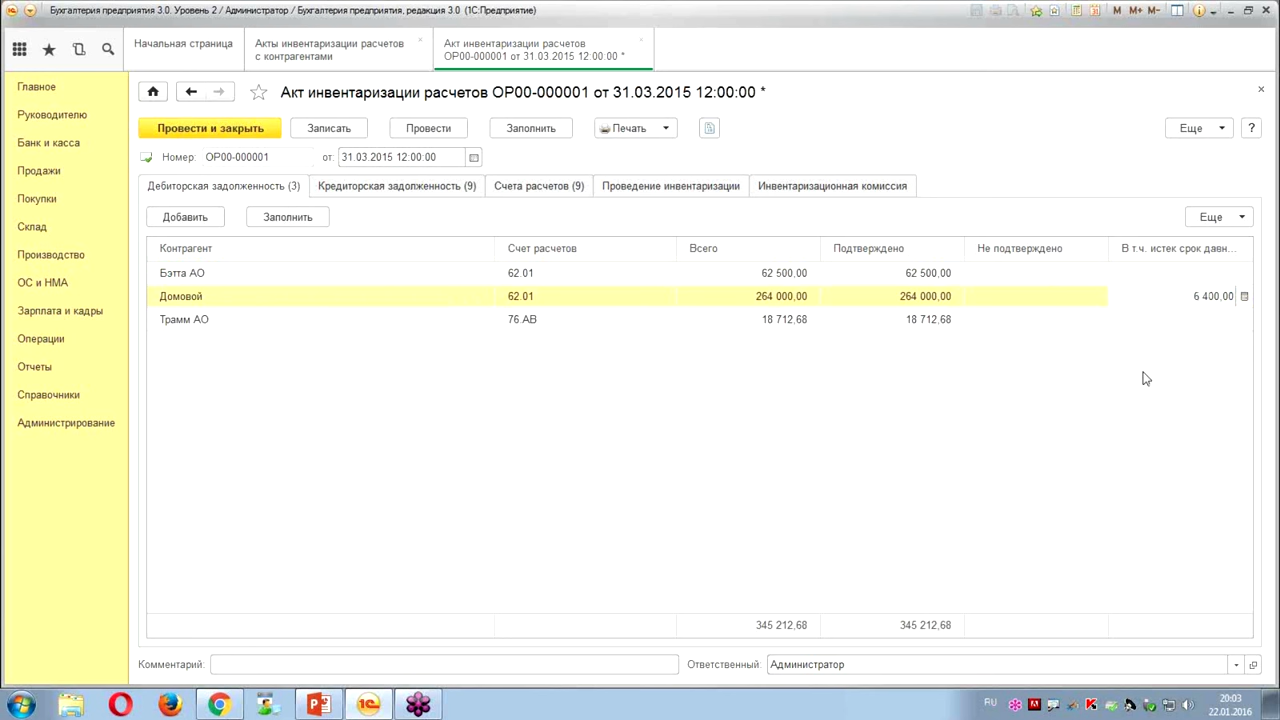 Бухгалтерия предприятия 3.0. Уровень 2 / Администратор / Бухгалтерия предприятия, редакция 3.0 (1С:Предприятие)
M M+ M-
Начальная страница
Акты инвентаризации расчетов
с контрагентами
Акт инвентаризации расчетов
ОР00-000001 от 31.03.2015 12:00:00 *
Главное
Руководителю
Банк и касса
Продажи
Покупки
Склад
Производство
ОС и НМА
Зарплата и кадры
Операции
Отчеты
Справочники
Администрирование
Акт инвентаризации расчетов ОР00-000001 от 31.03.2015 12:00:00 *
Провести и закрыть Записать Провести Заполнить Печать Еще ?
Номер: ОР00-000001 от: 31.03.2015 12:00:00
Дебиторская задолженность (3) Кредиторская задолженность (9) Счета расчетов (9) Проведение инвентаризации Инвентаризационная комиссия
Добавить Заполнить Еще
Контрагент Счет расчетов Всего Подтверждено Не подтверждено В т.ч. истек срок давн...
Бэтта АО 62.01 62 500,00 62 500,00
Домовой 62.01 264 000,00 264 000,00 6 400,00
Трамм АО 76.АВ 18 712,68 18 712,68
345 212,68 345 212,68
Комментарий: Ответственный: Администратор
RU 20:03
22.01.2016